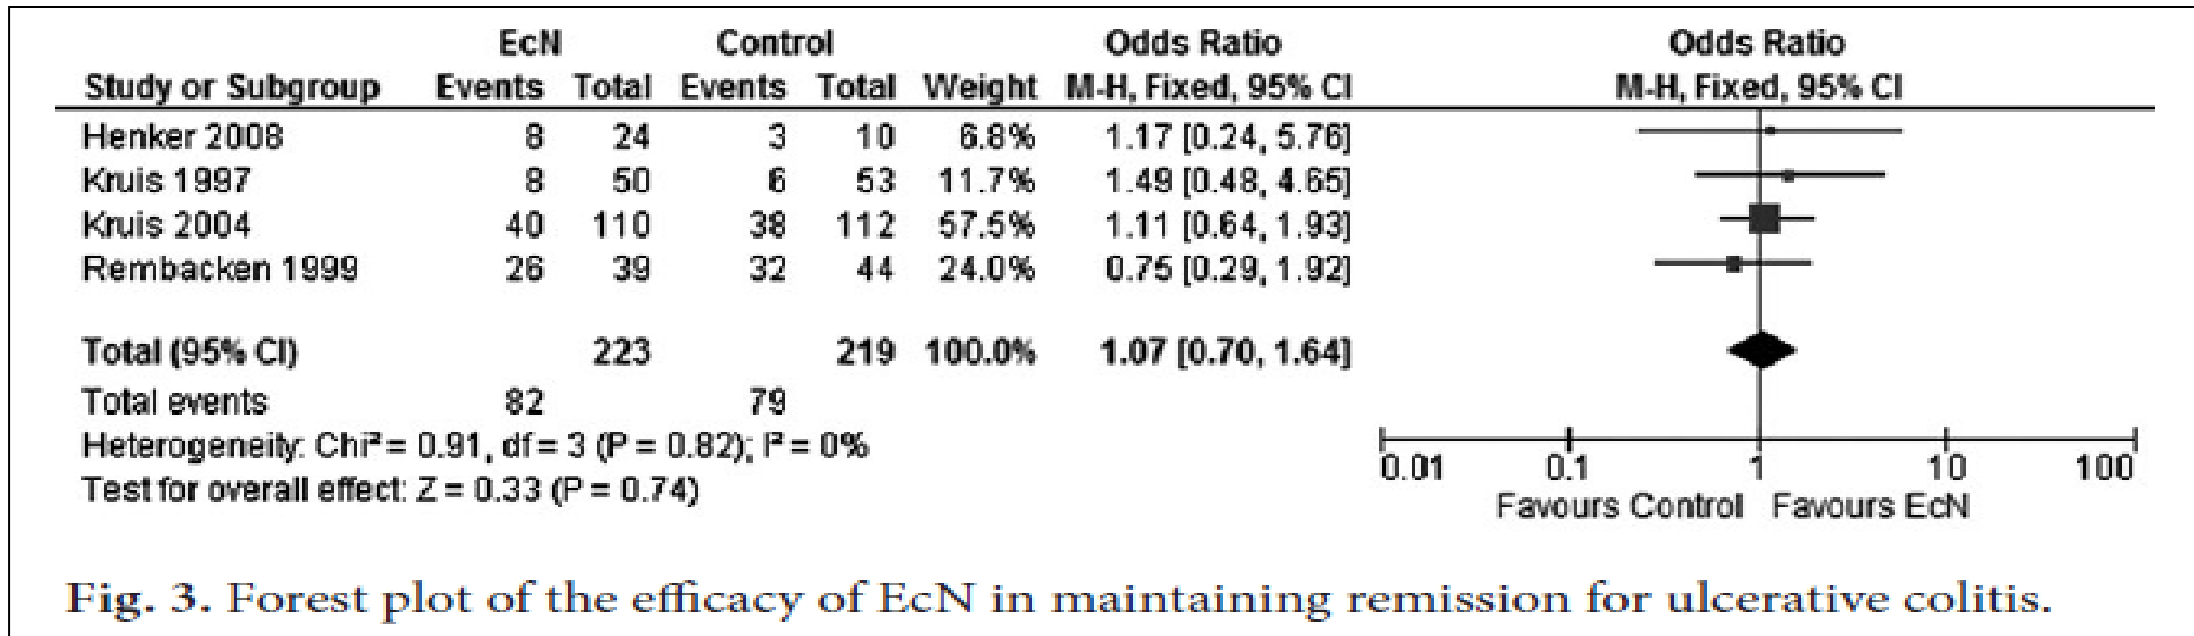 EcN Control Odds Ratio Odds Ratio
Study or Subgroup Events Total Events Total Weight M-H, Fixed, 95% CI M-H, Fixed, 95% CI
Henker 2008 8 24 3 10 6.8% 1.17 [0.24, 5.76]
Kruis 1997 8 50 6 53 11.7% 1.49 [0.48, 4.65]
Kruis 2004 40 110 38 112 57.5% 1.11 [0.64, 1.93]
Rembacken 1999 26 39 32 44 24.0% 0.75 [0.29, 1.92]
Total (95% CI) 223 219 100.0% 1.07 [0.70, 1.64]
Total events 82 79
Heterogeneity: Chi² = 0.91, df = 3 (P = 0.82); I² = 0%
Test for overall effect: Z = 0.33 (P = 0.74)
0.01 0.1 1 10 100
Favours Control Favours EcN
Fig. 3. Forest plot of the efficacy of EcN in maintaining remission for ulcerative colitis.